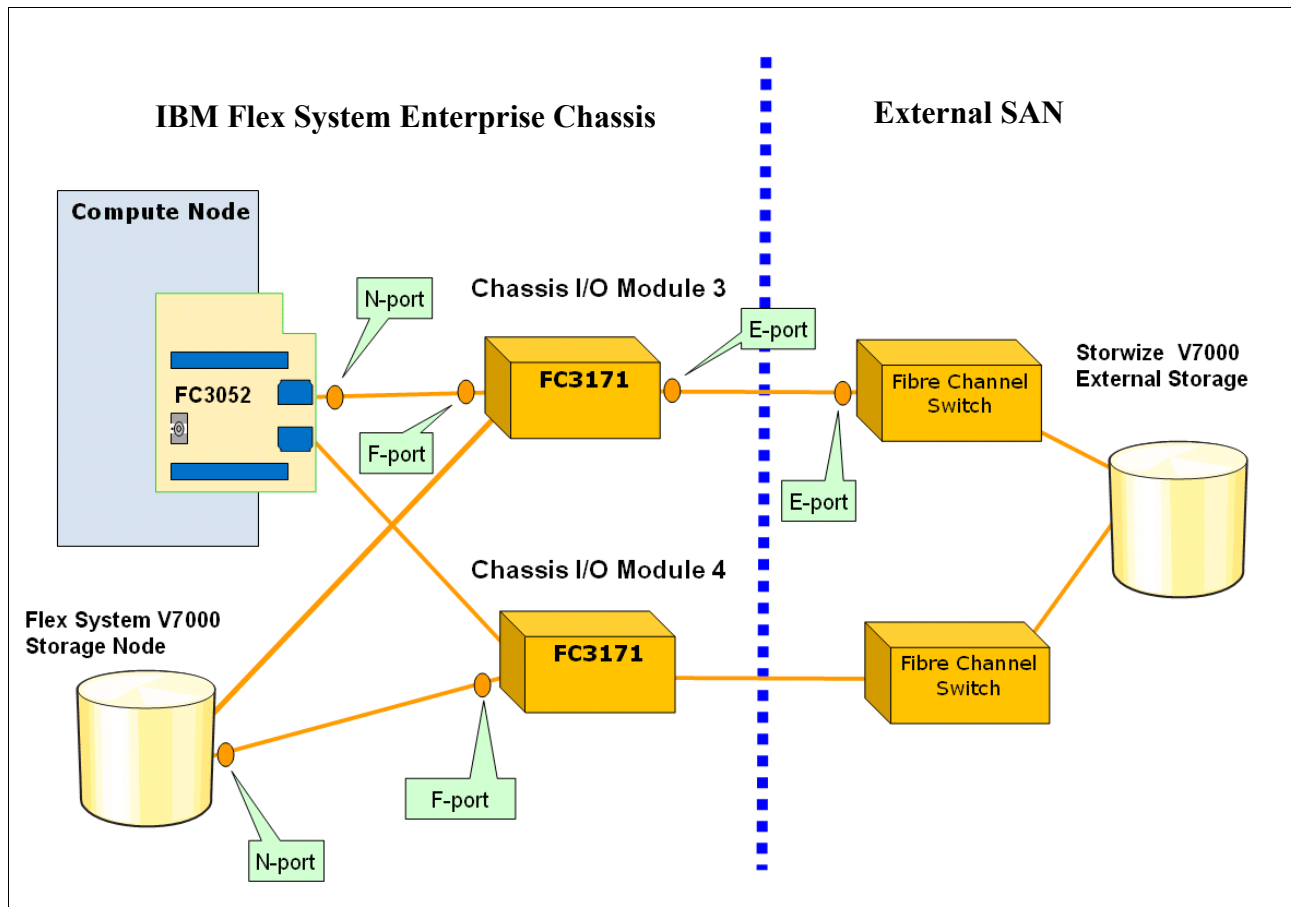 IBM Flex System Enterprise Chassis
External SAN
Compute Node
N-port
Chassis I/O Module 3
E-port
FC3052
FC3171
Fibre Channel
Switch
Storwize V7000
External Storage
F-port
E-port
Chassis I/O Module 4
Flex System V7000
Storage Node
FC3171
Fibre Channel
Switch
F-port
N-port